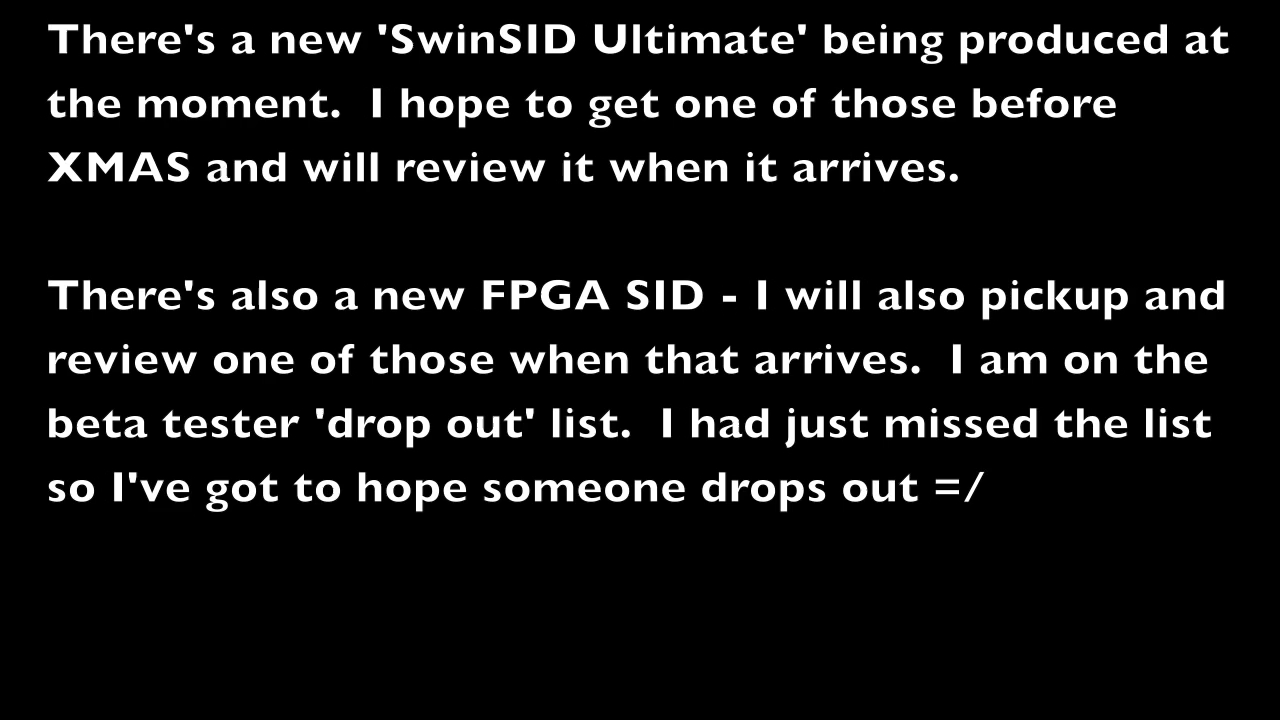 There's a new 'SwinSID Ultimate' being produced at
the moment.  I hope to get one of those before
XMAS and will review it when it arrives.
There's also a new FPGA SID - I will also pickup and
review one of those when that arrives.  I am on the
beta tester 'drop out' list.  I had just missed the list
so I've got to hope someone drops out =/